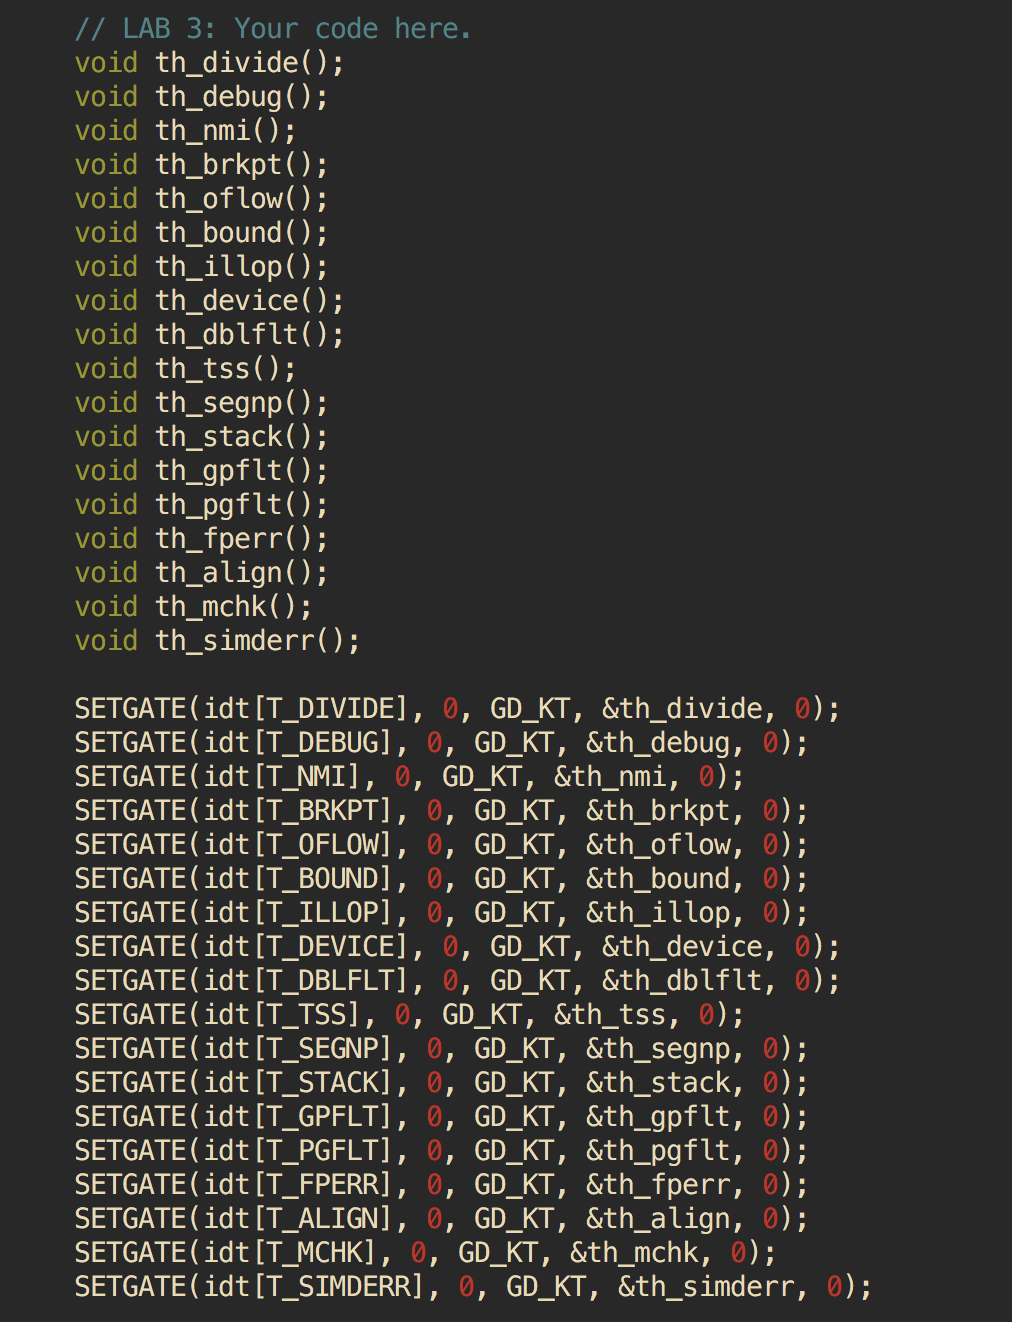 // LAB 3: Your code here.
void th_divide();
void th_debug();
void th_nmi();
void th_brkpt();
void th_oflow();
void th_bound();
void th_illop();
void th_device();
void th_dblflt();
void th_tss();
void th_segnp();
void th_stack();
void th_gpflt();
void th_pgflt();
void th_fperr();
void th_align();
void th_mchk();
void th_simderr();
SETGATE(idt[T_DIVIDE], 0, GD_KT, &th_divide, 0);
SETGATE(idt[T_DEBUG], 0, GD_KT, &th_debug, 0);
SETGATE(idt[T_NMI], 0, GD_KT, &th_nmi, 0);
SETGATE(idt[T_BRKPT], 0, GD_KT, &th_brkpt, 0);
SETGATE(idt[T_OFLOW], 0, GD_KT, &th_oflow, 0);
SETGATE(idt[T_BOUND], 0, GD_KT, &th_bound, 0);
SETGATE(idt[T_ILLOP], 0, GD_KT, &th_illop, 0);
SETGATE(idt[T_DEVICE], 0, GD_KT, &th_device, 0);
SETGATE(idt[T_DBLFLT], 0, GD_KT, &th_dblflt, 0);
SETGATE(idt[T_TSS], 0, GD_KT, &th_tss, 0);
SETGATE(idt[T_SEGNP], 0, GD_KT, &th_segnp, 0);
SETGATE(idt[T_STACK], 0, GD_KT, &th_stack, 0);
SETGATE(idt[T_GPFLT], 0, GD_KT, &th_gpflt, 0);
SETGATE(idt[T_PGFLT], 0, GD_KT, &th_pgflt, 0);
SETGATE(idt[T_FPERR], 0, GD_KT, &th_fperr, 0);
SETGATE(idt[T_ALIGN], 0, GD_KT, &th_align, 0);
SETGATE(idt[T_MCHK], 0, GD_KT, &th_mchk, 0);
SETGATE(idt[T_SIMDERR], 0, GD_KT, &th_simderr, 0);